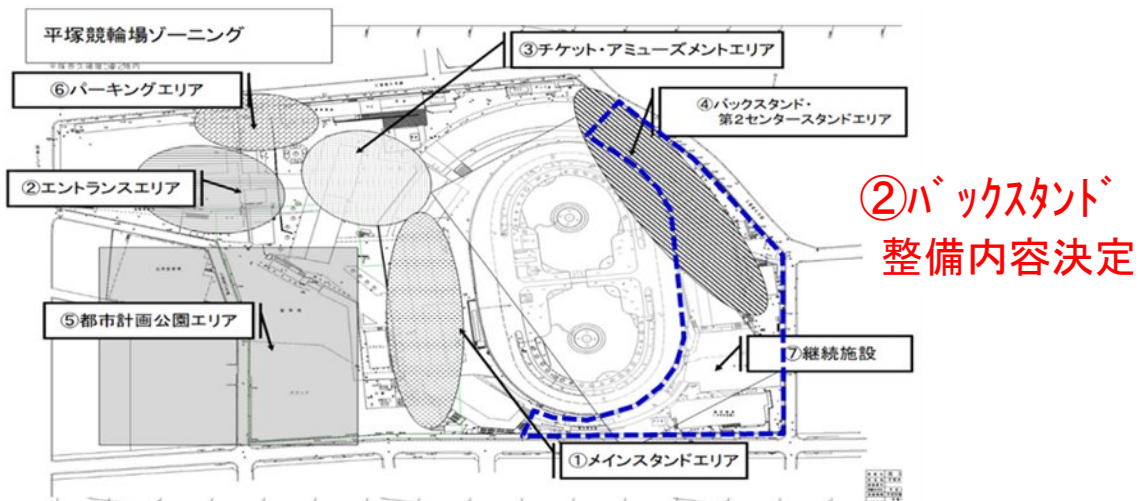 平塚競輪場ゾーニング
③チケット・アミューズメントエリア
⑥パーキングエリア
④バックスタンド・
第2センタースタンドエリア
②エントランスエリア
②バックスタンド
整備内容決定
⑤都市計画公園エリア
⑦継続施設
①メインスタンドエリア